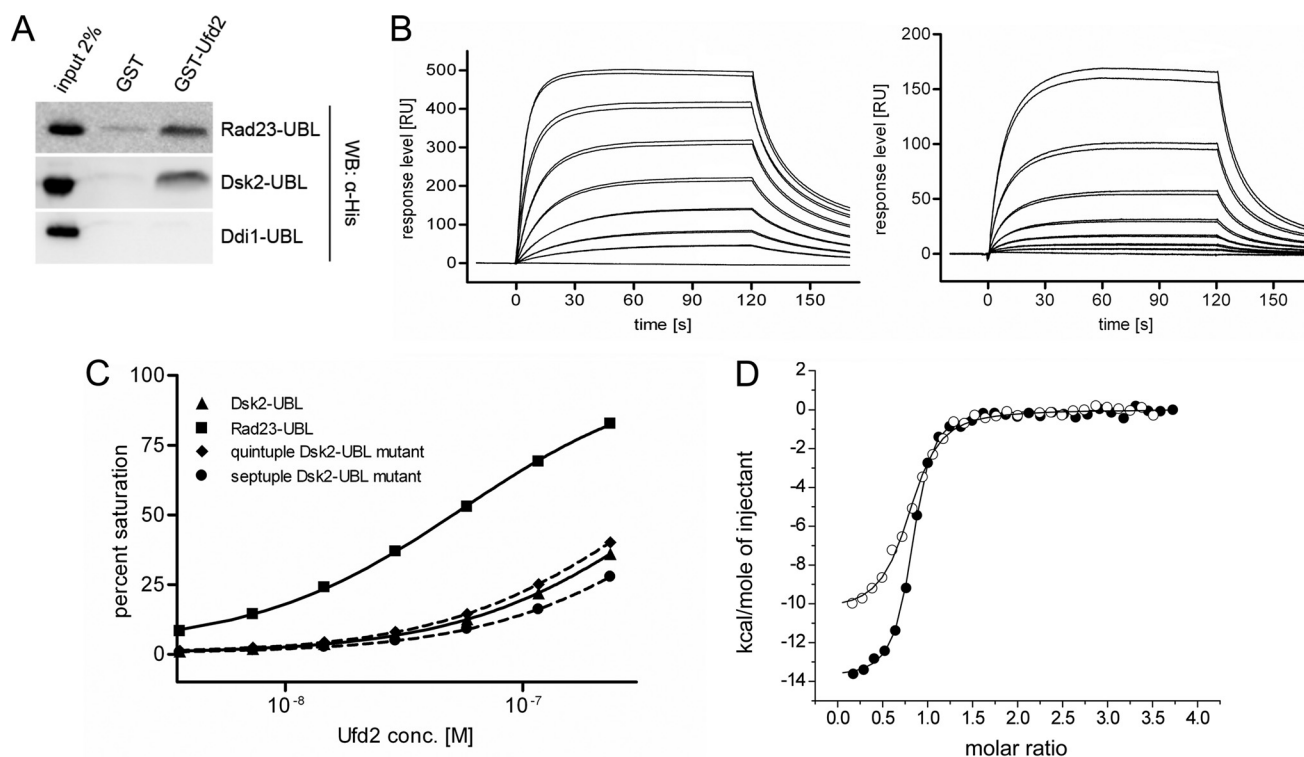 A
input 2%
GST
GST-Ufd2
Rad23-UBL
Dsk2-UBL
Ddi1-UBL
WB: α-His
B
response level [RU]
500
400
300
200
100
0
0 30 60 90 120 150
time [s]
response level [RU]
200
150
100
50
0
0 30 60 90 120 150
time [s]
C
percent saturation
100
75
50
25
0
Dsk2-UBL
Rad23-UBL
quintuple Dsk2-UBL mutant
septuple Dsk2-UBL mutant
10-8 10-7
Ufd2 conc. [M]
D
kcal/mole of injectant
2
0
-2
-4
-6
-8
-10
-12
-14
0.0 0.5 1.0 1.5 2.0 2.5 3.0 3.5 4.0
molar ratio